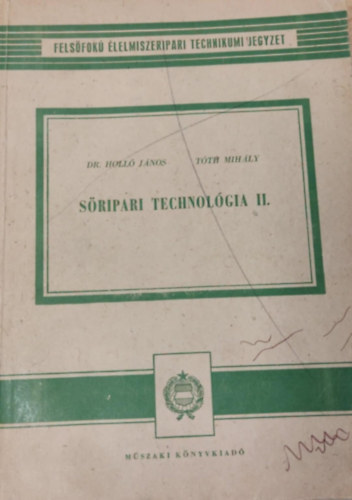 FELSŐFOKÚ ÉLELMISZERIPARI TECHNIKUMI JEGYZET
DR. HOLLÓ JÁNOS TÓTH MIHÁLY
SÖRIPARI TECHNOLÓGIA II.
MŰSZAKI KÖNYVKIADÓ